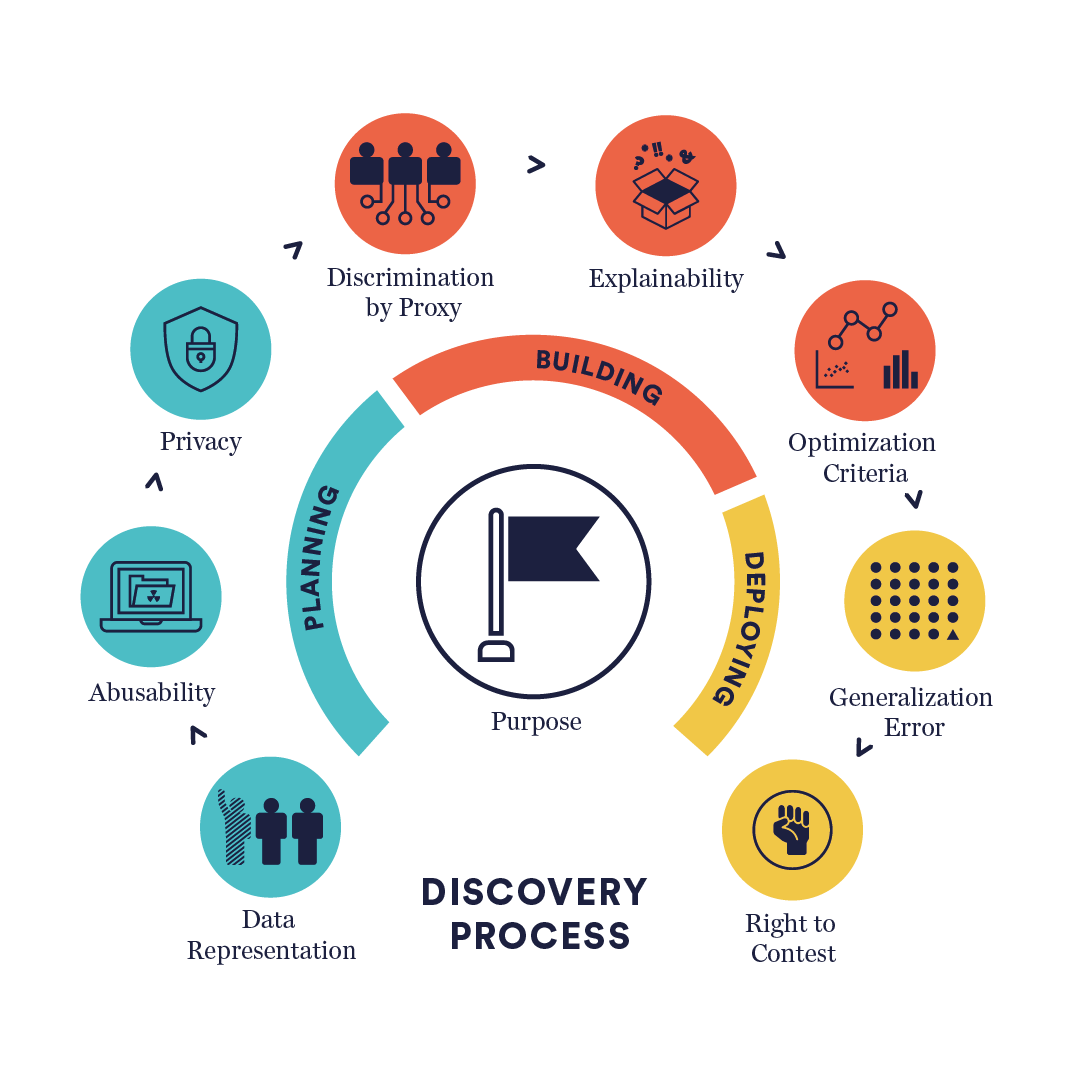 Discrimination
by Proxy
Explainability
Privacy
BUILDING
Optimization
Criteria
PLANNING
Purpose
DEPLOYING
Abusability
Generalization
Error
Data
Representation
DISCOVERY
PROCESS
Right to
Contest
?
!!
&